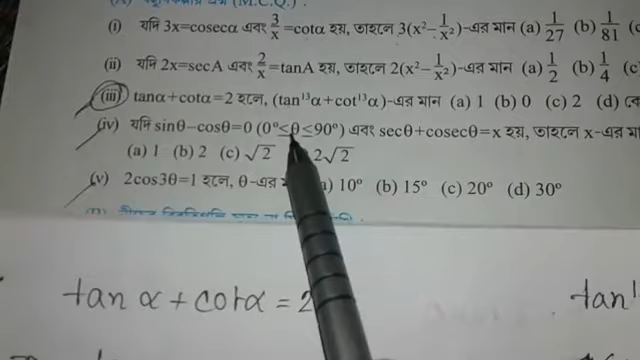 (i) যদি 3x=cosecα এবং 3/x=cotα হয়, তাহলে 3(x²−1/x²)-এর মান (a) 1/27 (b) 1/81 (c
(ii) যদি 2x=secA এবং 2/x=tanA হয়, তাহলে 2(x²−1/x²)-এর মান (a) 1/2 (b) 1/4 (c)
(iii) tanα+cotα=2 হলে, (tan¹³α+cot¹³α)-এর মান (a) 1 (b) 0 (c) 2 (d)
(iv) যদি sinθ−cosθ=0 (0°≤θ≤90°) এবং secθ+cosecθ=x হয়, তাহলে x-এর
(a) 1 (b) 2 (c) √2 2√2
(v) 2cos3θ=1 হলে, θ-এর 10° (b) 15° (c) 20° (d) 30°
tan α + cotα = 2 tan